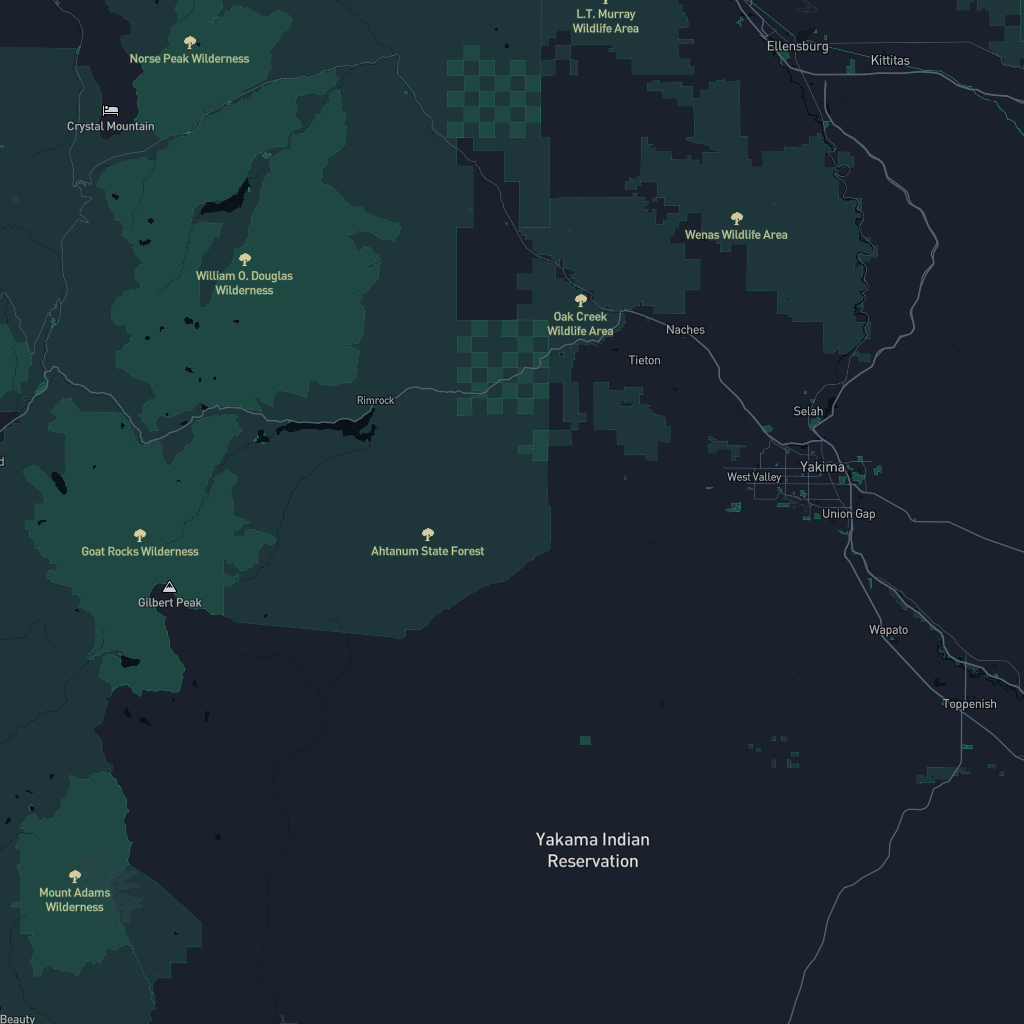 L.T. Murray
Wildlife Area
Ellensburg
Norse Peak Wilderness
Kittitas
Crystal Mountain
Wenas Wildlife Area
William O. Douglas
Wilderness
Oak Creek
Wildlife Area
Naches
Tieton
Rimrock
Selah
d
Yakima
West Valley
Union Gap
Goat Rocks Wilderness
Ahtanum State Forest
Gilbert Peak
Wapato
Toppenish
Yakama Indian
Reservation
Mount Adams
Wilderness
Beauty